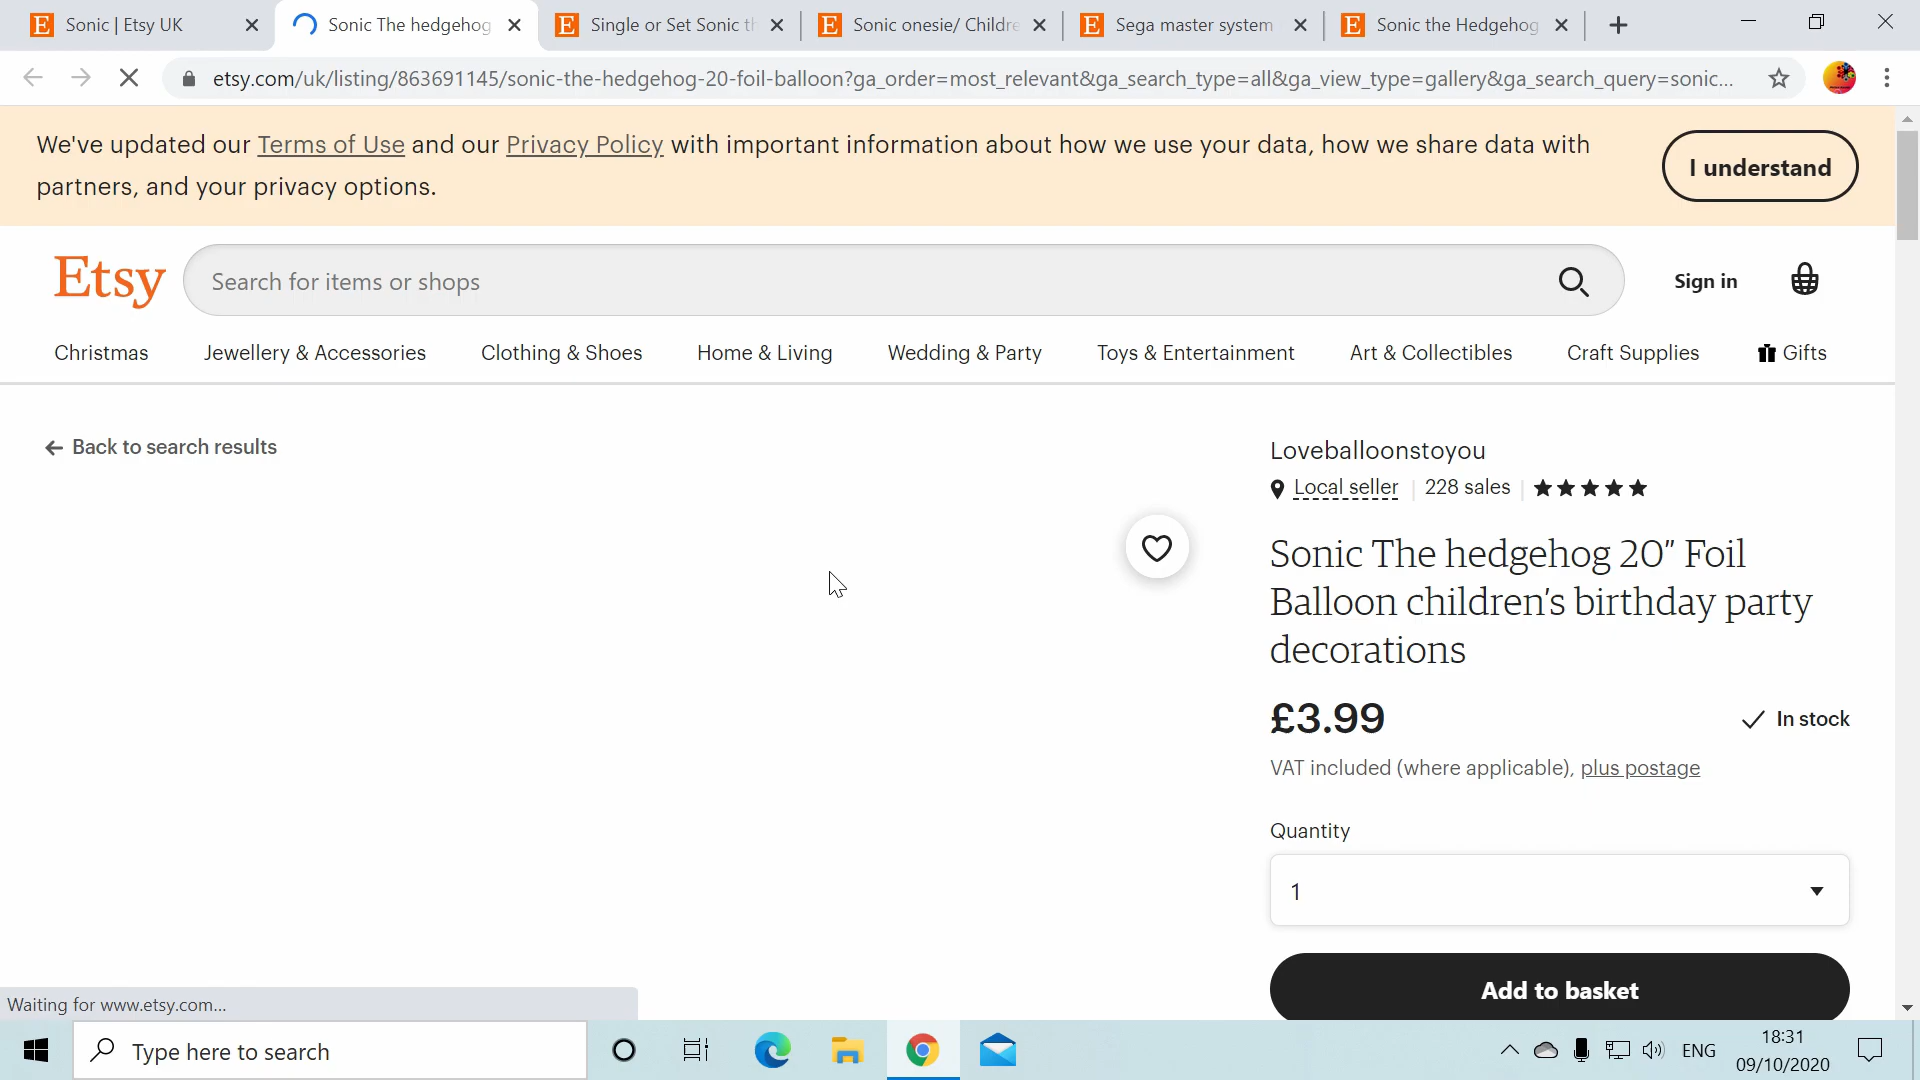 Sonic | Etsy UK
Sonic The hedgehog
Single or Set Sonic th
Sonic onesie/ Childre
Sega master system
Sonic the Hedgehog
etsy.com/uk/listing/863691145/sonic-the-hedgehog-20-foil-balloon?ga_order=most_relevant&ga_search_type=all&ga_view_type=gallery&ga_search_query=sonic...
We've updated our Terms of Use and our Privacy Policy with important information about how we use your data, how we share data with
partners, and your privacy options.
I understand
Etsy
Search for items or shops
Sign in
Christmas
Jewellery & Accessories
Clothing & Shoes
Home & Living
Wedding & Party
Toys & Entertainment
Art & Collectibles
Craft Supplies
Gifts
Back to search results
Loveballoonstoyou
Local seller | 228 sales
Sonic The hedgehog 20” Foil
Balloon children’s birthday party
decorations
£3.99
In stock
VAT included (where applicable), plus postage
Quantity
1
Add to basket
Waiting for www.etsy.com...
Type here to search
ENG
18:31
09/10/2020